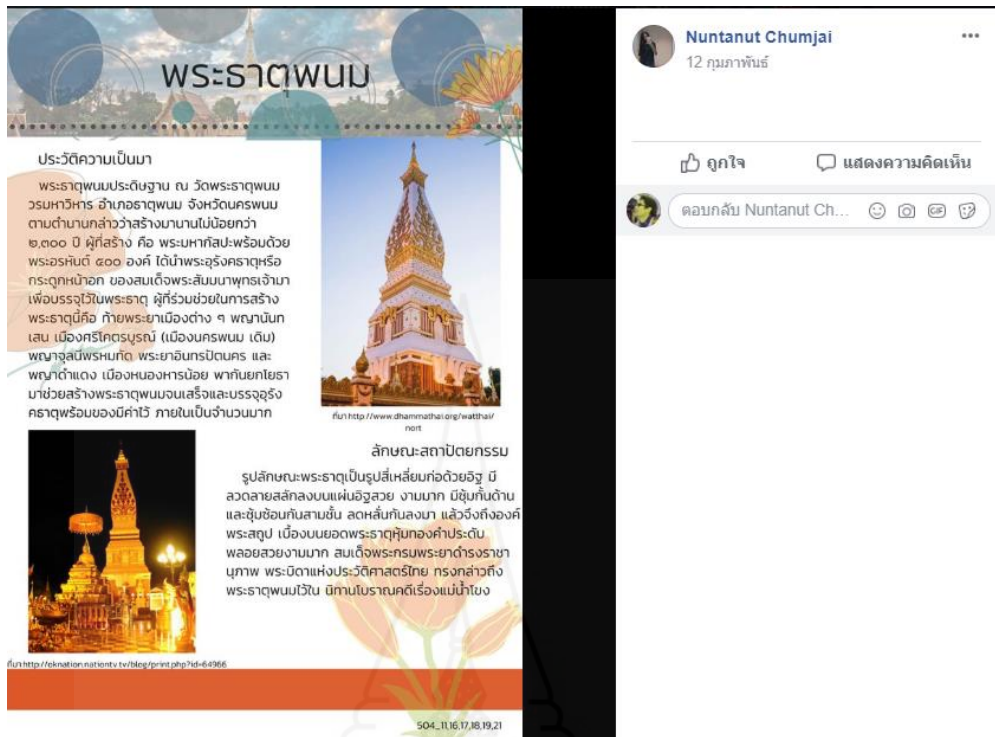 พระธาตุพนม
ประวัติความเป็นมา
พระธาตุพนมประดิษฐาน ณ วัดพระธาตุพนม
วรมหาวิหาร อำเภอธาตุพนม จังหวัดนครพนม
ตามตำนานกล่าวว่าสร้างมานานไม่น้อยกว่า
๒,๓๐๐ ปี ผู้ที่สร้าง คือ พระมหากัสปะพร้อมด้วย
พระอรหันต์ ๕๐๐ องค์ ได้นำพระอุรังคธาตุหรือ
กระดูกหน้าอก ของสมเด็จพระสัมมนาพุทธเจ้ามา
เพื่อบรรจุไว้ในพระธาตุ ผู้ที่ร่วมช่วยในการสร้าง
พระธาตุนี้คือ ท้ายพระยาเมืองต่าง ๆ พญานันท
เสน เมืองศรีโคตรบูรณ์ (เมืองนครพนม เดิม)
พญาจุลนีพรหมทัด พระยาอินทรปัตนคร และ
พญาดำแดง เมืองหนองหารน้อย พากันยกโยธา
มาช่วยสร้างพระธาตุพนมจนเสร็จและบรรจุอุรัง
คธาตุพร้อมของมีค่าไว้ ภายในเป็นจำนวนมาก
ที่มา http://www.dhammathai.org/watthai/
nort
ลักษณะสถาปัตยกรรม
รูปลักษณะพระธาตุเป็นรูปสี่เหลี่ยมก่อด้วยอิฐ มี
ลวดลายสลักลงบนแผ่นอิฐสวย งามมาก มีซุ้มกั้นด้าน
และซุ้มซ้อนกันสามชั้น ลดหลั่นกันลงมา แล้วจึงถึงองค์
พระสถูป เบื้องบนยอดพระธาตุหุ้มทองคำประดับ
พลอยสวยงามมาก สมเด็จพระกรมพระยาดำรงราชา
นุภาพ พระบิดาแห่งประวัติศาสตร์ไทย ทรงกล่าวถึง
พระธาตุพนมไว้ใน นิทานโบราณคดีเรื่องแม่น้ำโขง
ที่มา http://oknation.nationtv.tv/blog/print.php?id=64966
504_11,16,17,18,19,21
Nuntanut Chumjai
12 กุมภาพันธ์
ถูกใจ
แสดงความคิดเห็น
ตอบกลับ Nuntanut Ch...
GIF